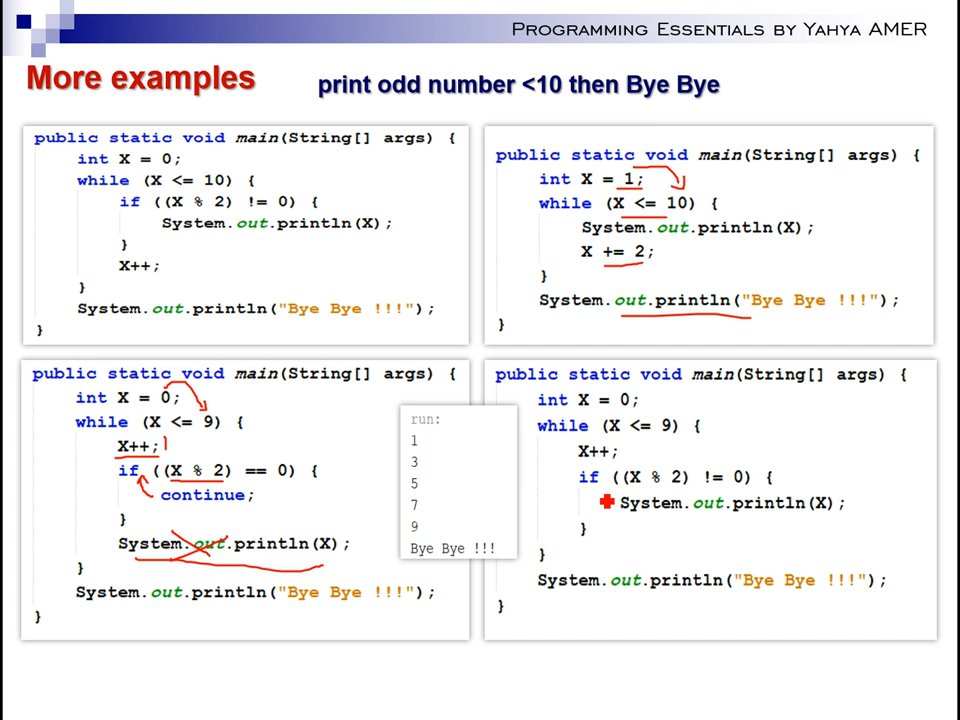 Programming Essentials by Yahya AMER
More examples
print odd number <10 then Bye Bye
public static void main(String[] args) {
int X = 0;
while (X <= 10) {
if ((X % 2) != 0) {
System.out.println(X);
}
X++;
}
System.out.println("Bye Bye !!!");
}
public static void main(String[] args) {
int X = 1;
while (X <= 10) {
System.out.println(X);
X += 2;
}
System.out.println("Bye Bye !!!");
}
public static void main(String[] args) {
int X = 0;
while (X <= 9) {
X++; 1
if ((X % 2) == 0) {
continue;
}
System.out.println(X);
}
System.out.println("Bye Bye !!!");
}
run:
1
3
5
7
9
Bye Bye !!!
public static void main(String[] args) {
int X = 0;
while (X <= 9) {
X++;
if ((X % 2) != 0) {
System.out.println(X);
}
}
System.out.println("Bye Bye !!!");
}